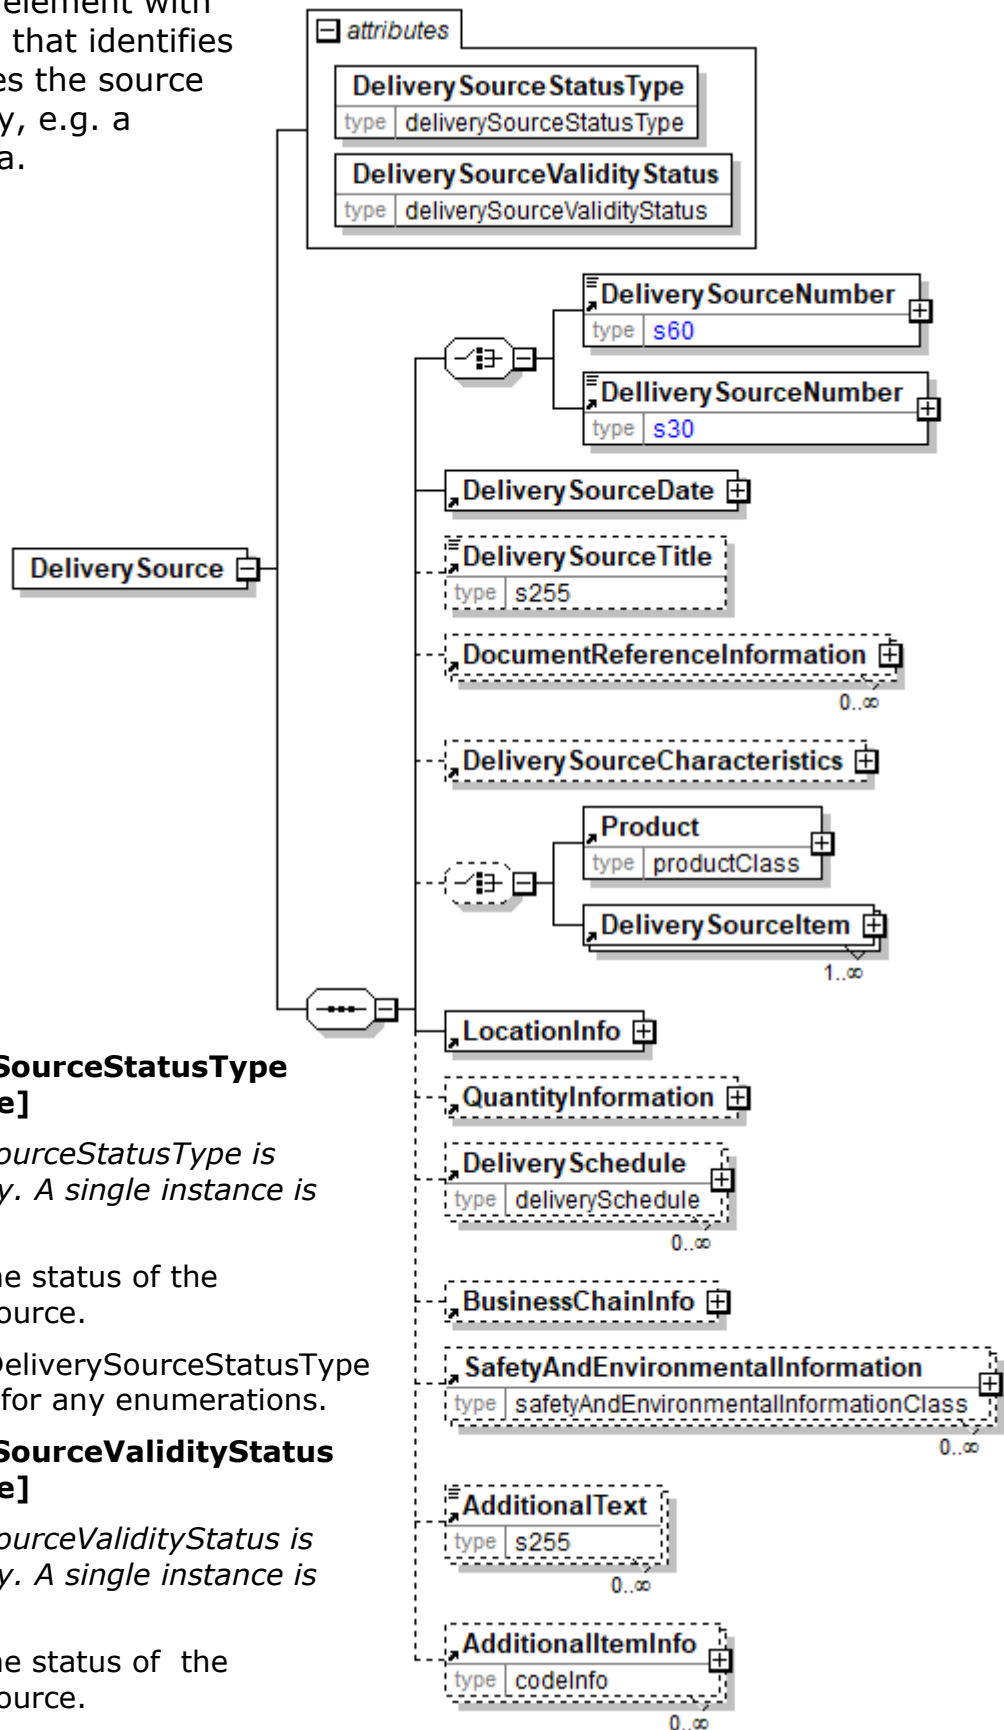 element with
that identifies
es the source
y, e.g. a
a.
attributes
DeliverySourceStatusType
type deliverySourceStatusType
DeliverySourceValidityStatus
type deliverySourceValidityStatus
DeliverySourceNumber
type s60
DelliverySourceNumber
type s30
DeliverySourceDate
DeliverySourceTitle
type s255
DeliverySource
DocumentReferenceInformation
0..∞
DeliverySourceCharacteristics
Product
type productClass
DeliverySourceItem
1..∞
LocationInfo
QuantityInformation
DeliverySchedule
type deliverySchedule
0..∞
BusinessChainInfo
SafetyAndEnvironmentalInformation
type safetyAndEnvironmentalInformationClass
0..∞
AdditionalText
type s255
0..∞
AdditionalItemInfo
type codeInfo
0..∞
SourceStatusType
e]
ourceStatusType is
y. A single instance is
ne status of the
ource.
DeliverySourceStatusType
for any enumerations.
SourceValidityStatus
e]
ourceValidityStatus is
y. A single instance is
ne status of  the
ource.